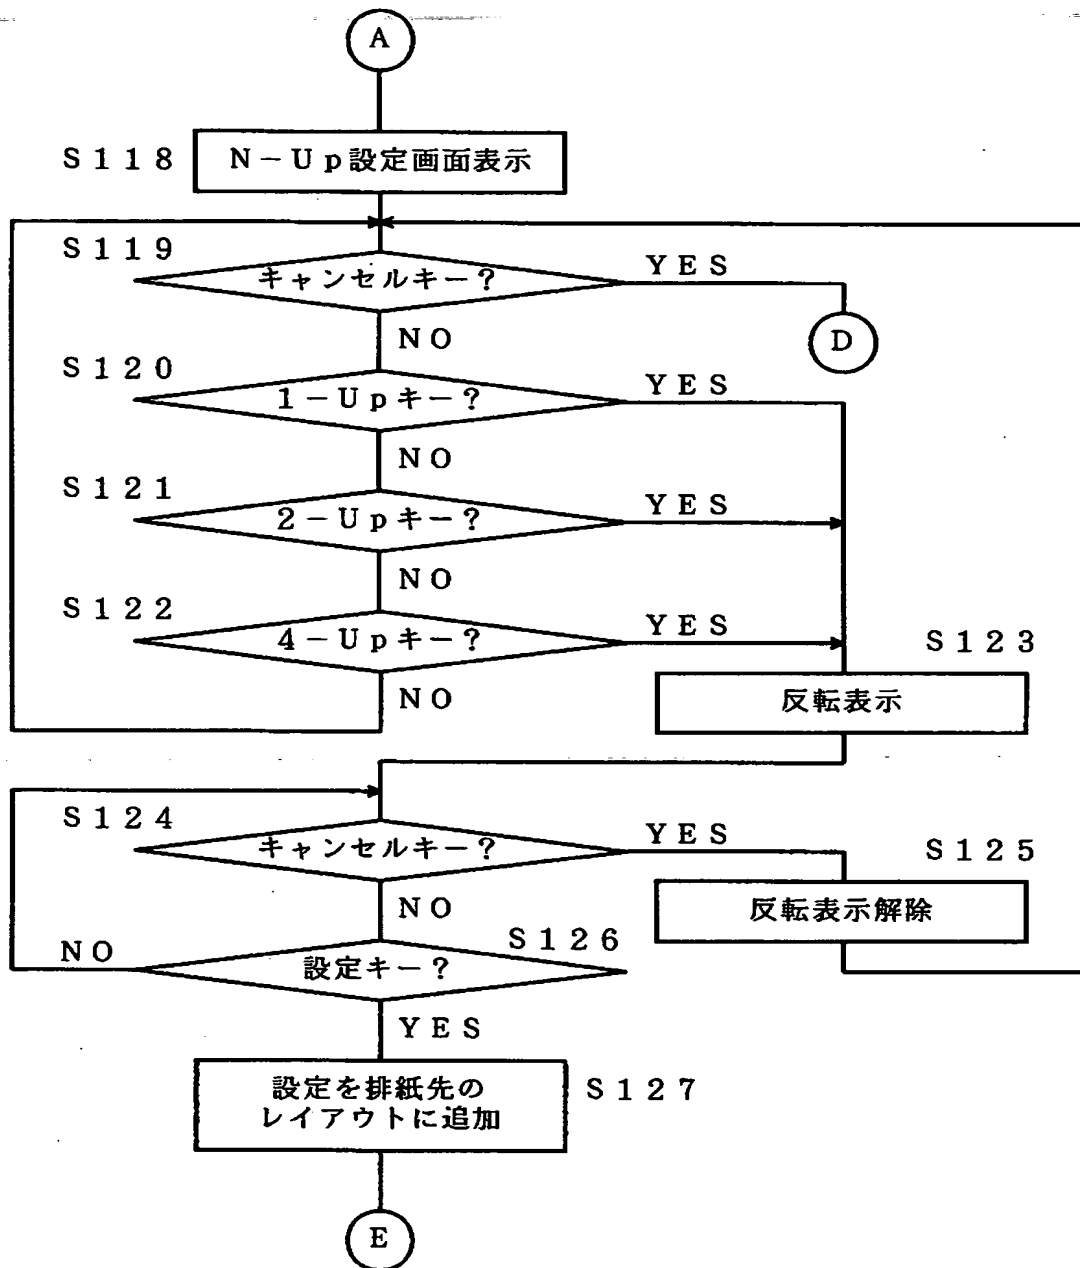 A
S118
N-Up設定画面表示
S119
キャンセルキー?
YES
D
NO
S120
1-Upキー?
YES
NO
S121
2-Upキー?
YES
NO
S122
4-Upキー?
YES
NO
S123
反転表示
S124
キャンセルキー?
YES
S125
反転表示解除
NO
S126
設定キー?
NO
YES
S127
設定を排紙先の
レイアウトに追加
E